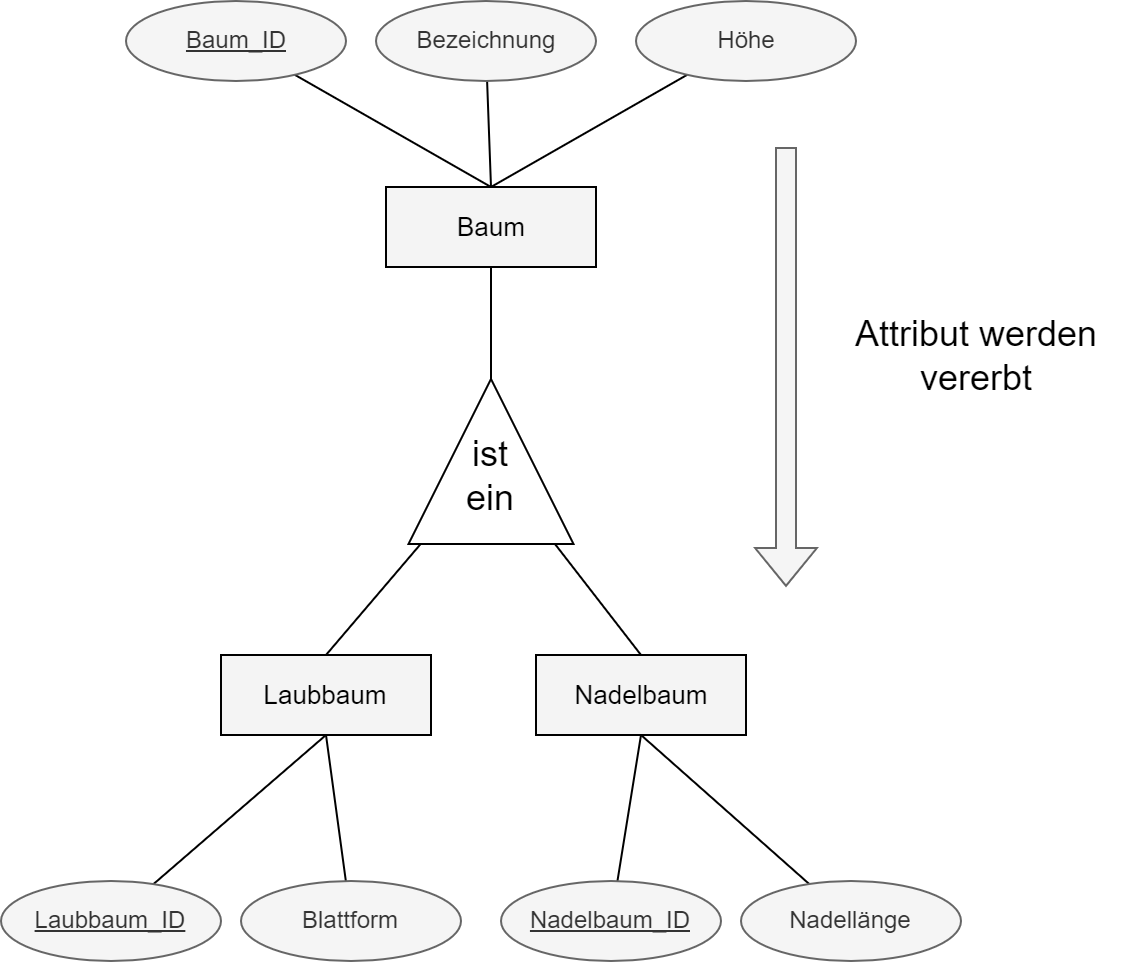 Baum_ID
Bezeichnung
Höhe
Baum
Attribut werden
vererbt
ist
ein
Laubbaum
Nadelbaum
Laubbaum_ID
Blattform
Nadelbaum_ID
Nadellänge